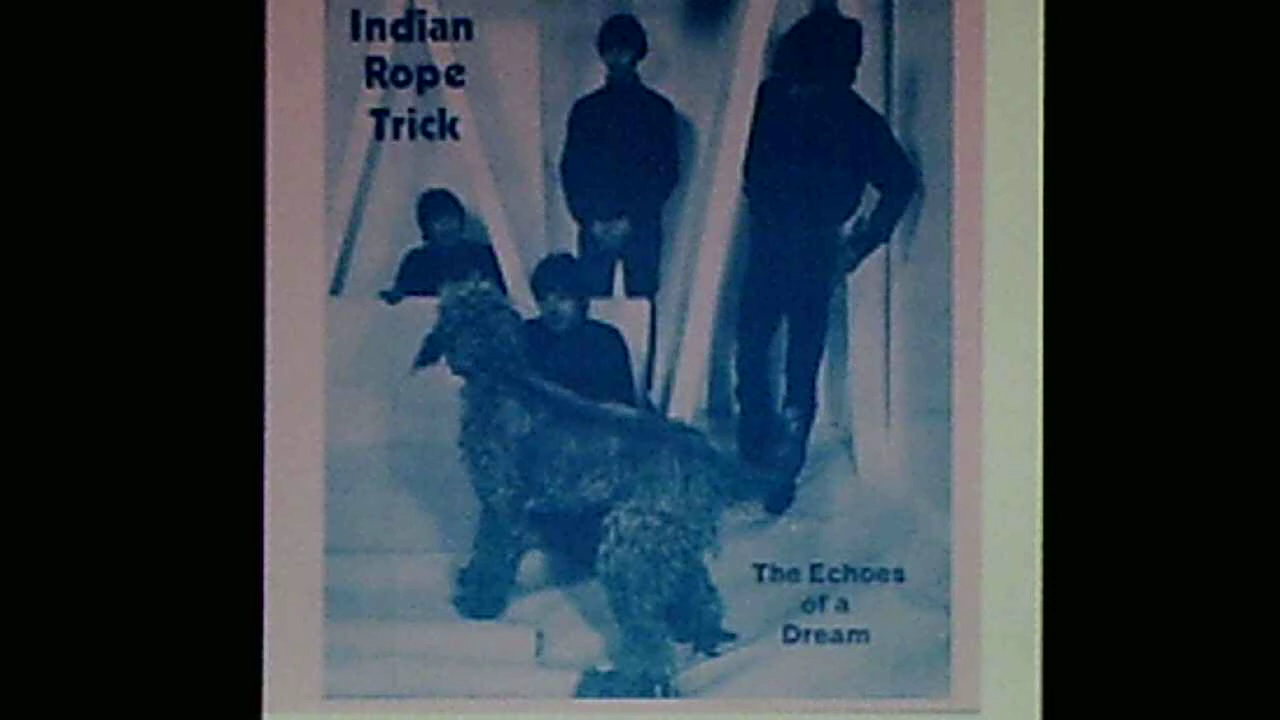 Indian
Rope
Trick
The Echoes
of a
Dream